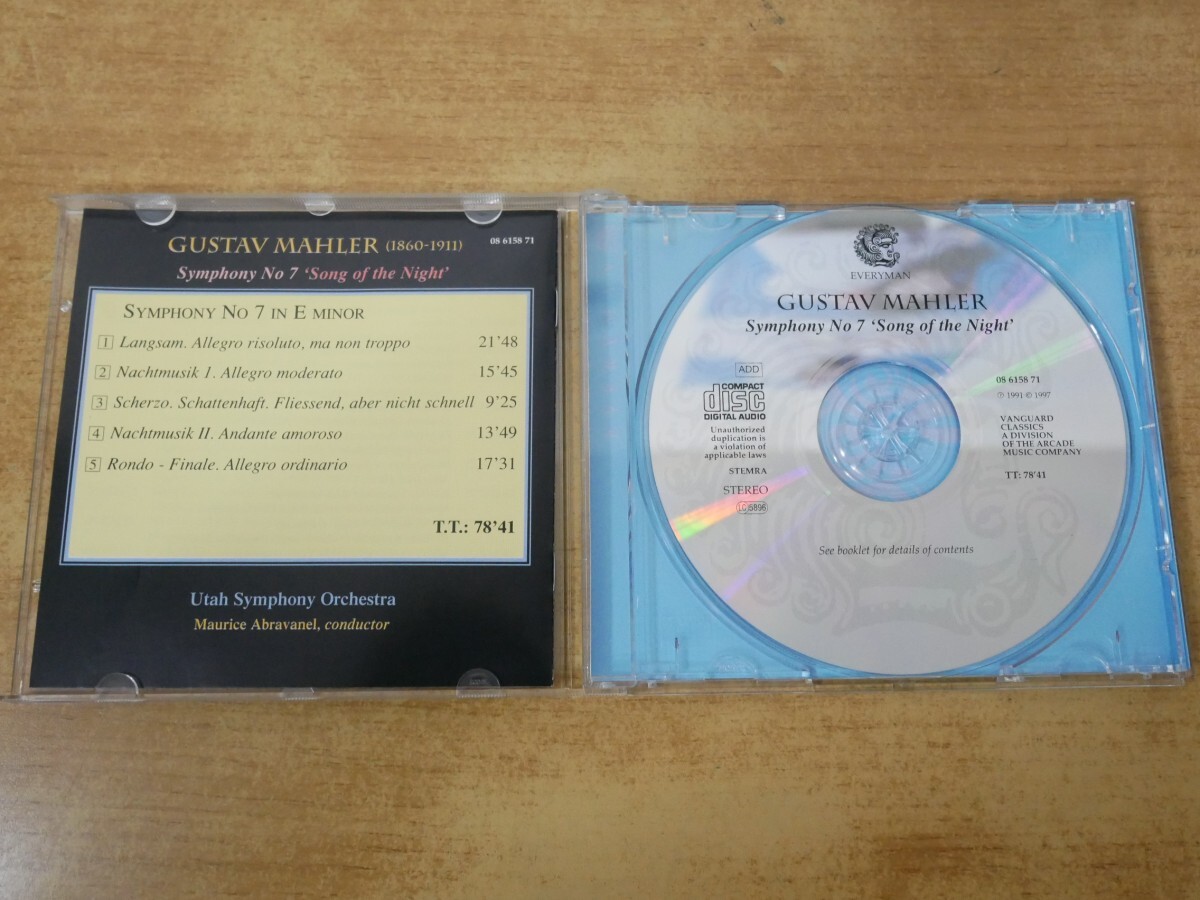 GUSTAV MAHLER (1860-1911)
08 6158 71
Symphony No 7 'Song of the Night'
SYMPHONY NO 7 IN E MINOR
1 Langsam. Allegro risoluto, ma non troppo 21'48
2 Nachtmusik I. Allegro moderato 15'45
3 Scherzo. Schattenhaft. Fliessend, aber nicht schnell 9'25
4 Nachtmusik II. Andante amoroso 13'49
5 Rondo - Finale. Allegro ordinario 17'31
T.T.: 78'41
Utah Symphony Orchestra
Maurice Abravanel, conductor
EVERYMAN
GUSTAV MAHLER
Symphony No 7 'Song of the Night'
ADD
COMPACT
disc
DIGITAL AUDIO
Unauthorized
duplication is
a violation of
applicable laws
STEMRA
STEREO
LC 5896
08 6158 71
℗ 1991 © 1997
VANGUARD
CLASSICS
A DIVISION
OF THE ARCADE
MUSIC COMPANY
TT: 78'41
See booklet for details of contents